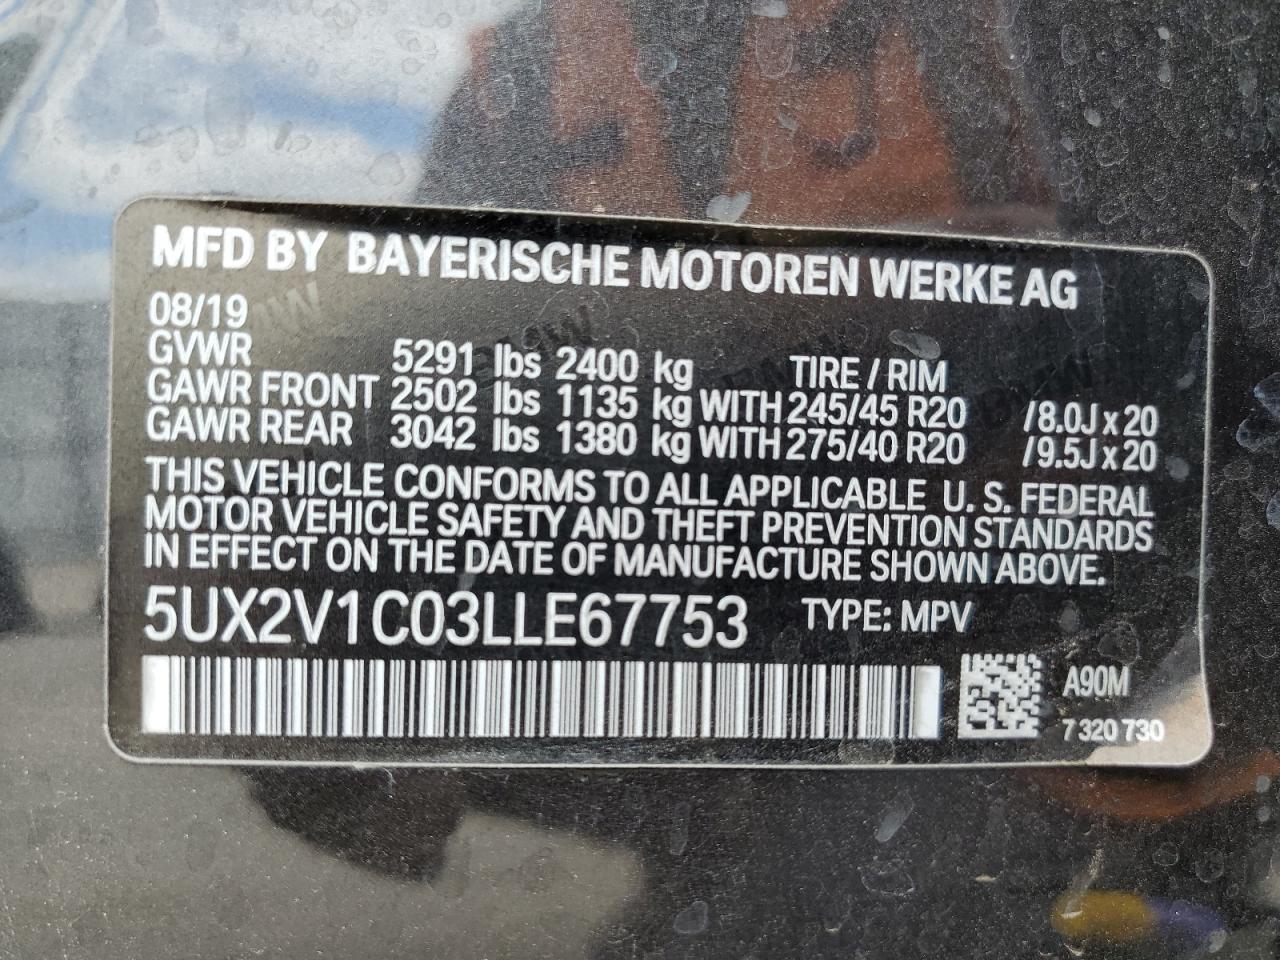 MFD BY BAYERISCHE MOTOREN WERKE AG
08/19
GVWR 5291 lbs 2400 kg TIRE / RIM
GAWR FRONT 2502 lbs 1135 kg WITH 245/45 R20 /8.0J x 20
GAWR REAR 3042 lbs 1380 kg WITH 275/40 R20 /9.5J x 20
THIS VEHICLE CONFORMS TO ALL APPLICABLE U. S. FEDERAL
MOTOR VEHICLE SAFETY AND THEFT PREVENTION STANDARDS
IN EFFECT ON THE DATE OF MANUFACTURE SHOWN ABOVE.
5UX2V1C03LLE67753 TYPE: MPV
A90M
7 320 730